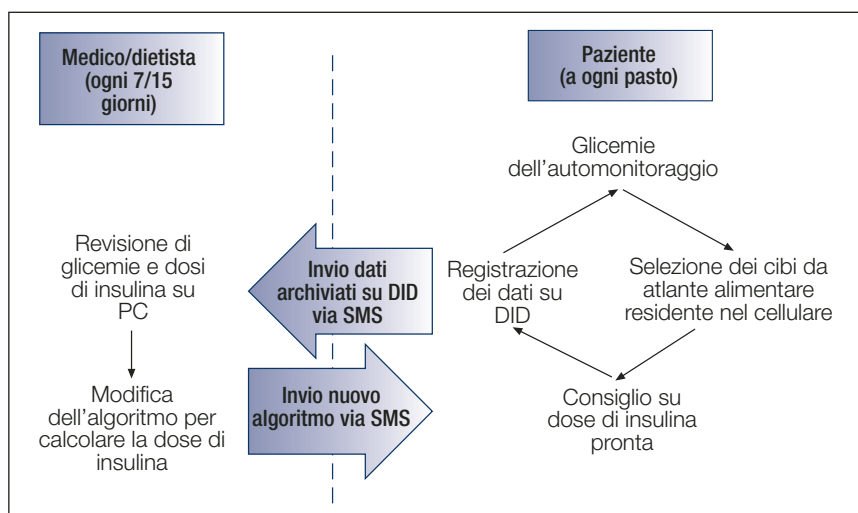 Medico/dietista
(ogni 7/15
giorni)
Paziente
(a ogni pasto)
Glicemie
dell'automonitoraggio
Revisione di
glicemie e dosi
di insulina su
PC
Invio dati
archiviati su DID
via SMS
Registrazione
dei dati su
DID
Selezione dei cibi da
atlante alimentare
residente nel cellulare
Modifica
dell'algoritmo per
calcolare la dose di
insulina
Invio nuovo
algoritmo via SMS
Consiglio su
dose di insulina
pronta